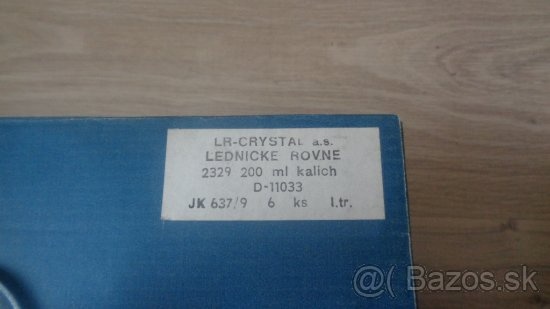 LR-CRYSTAL a.s.
LEDNICKE ROVNE
2329 200 ml kalich
D-11033
JK 637/9 6 ks I.tr.
@( Bazos.sk